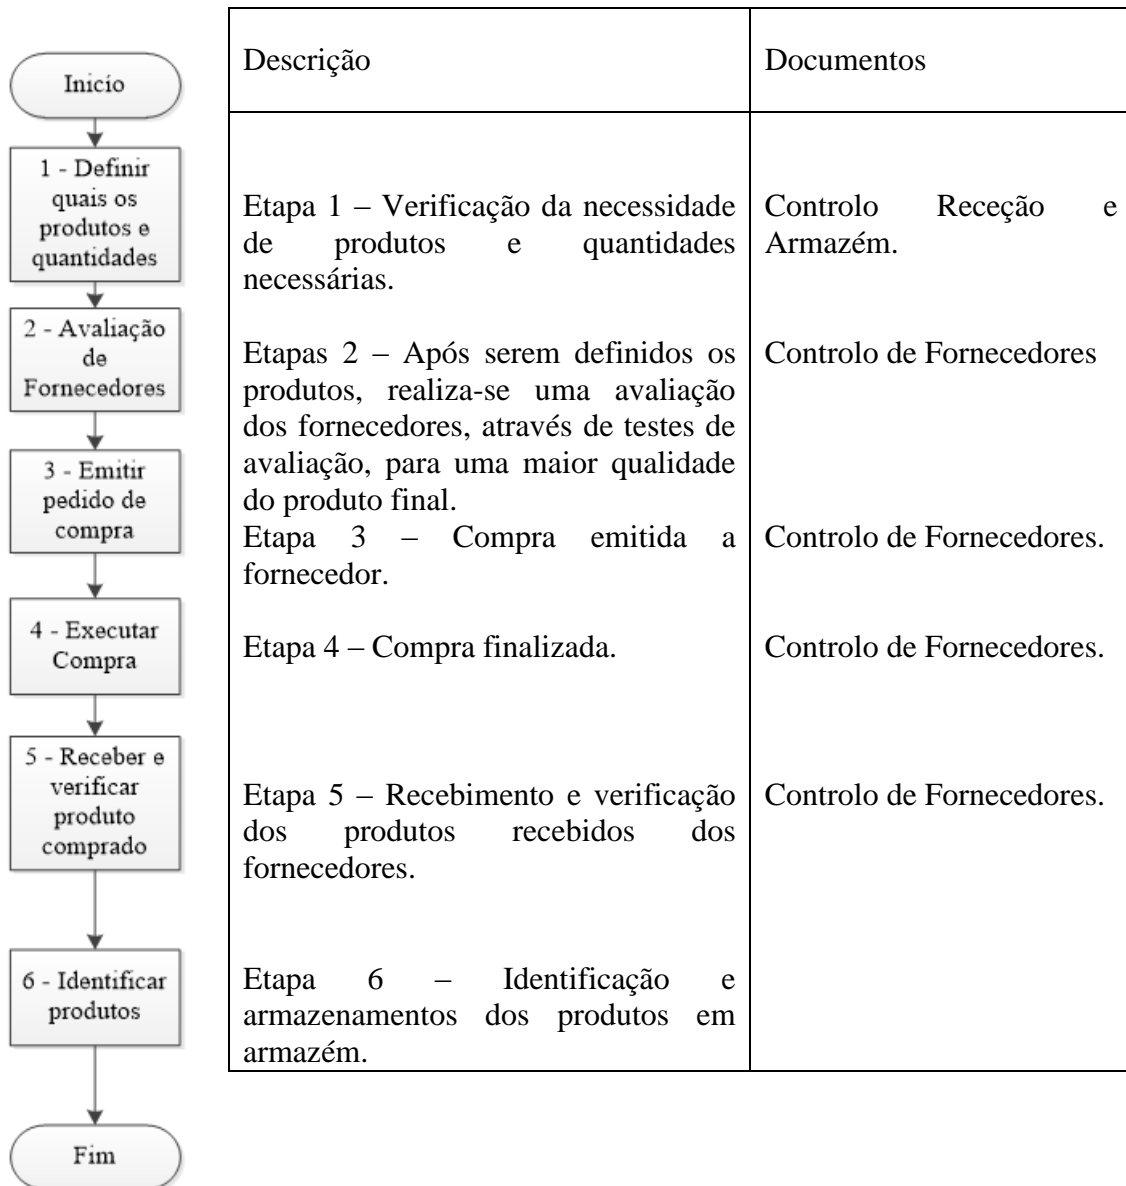 Inicío
1 - Definir
quais os
produtos e
quantidades
2 - Avaliação
de
Fornecedores
3 - Emitir
pedido de
compra
4 - Executar
Compra
5 - Receber e
verificar
produto
comprado
6 - Identificar
produtos
Fim
Descrição
Documentos
Etapa 1 – Verificação da necessidade
de produtos e quantidades
necessárias.
Controlo Receção e
Armazém.
Etapas 2 – Após serem definidos os
produtos, realiza-se uma avaliação
dos fornecedores, através de testes de
avaliação, para uma maior qualidade
do produto final.
Controlo de Fornecedores
Etapa 3 – Compra emitida a
fornecedor.
Controlo de Fornecedores.
Etapa 4 – Compra finalizada.
Controlo de Fornecedores.
Etapa 5 – Recebimento e verificação
dos produtos recebidos dos
fornecedores.
Controlo de Fornecedores.
Etapa 6 – Identificação e
armazenamentos dos produtos em
armazém.